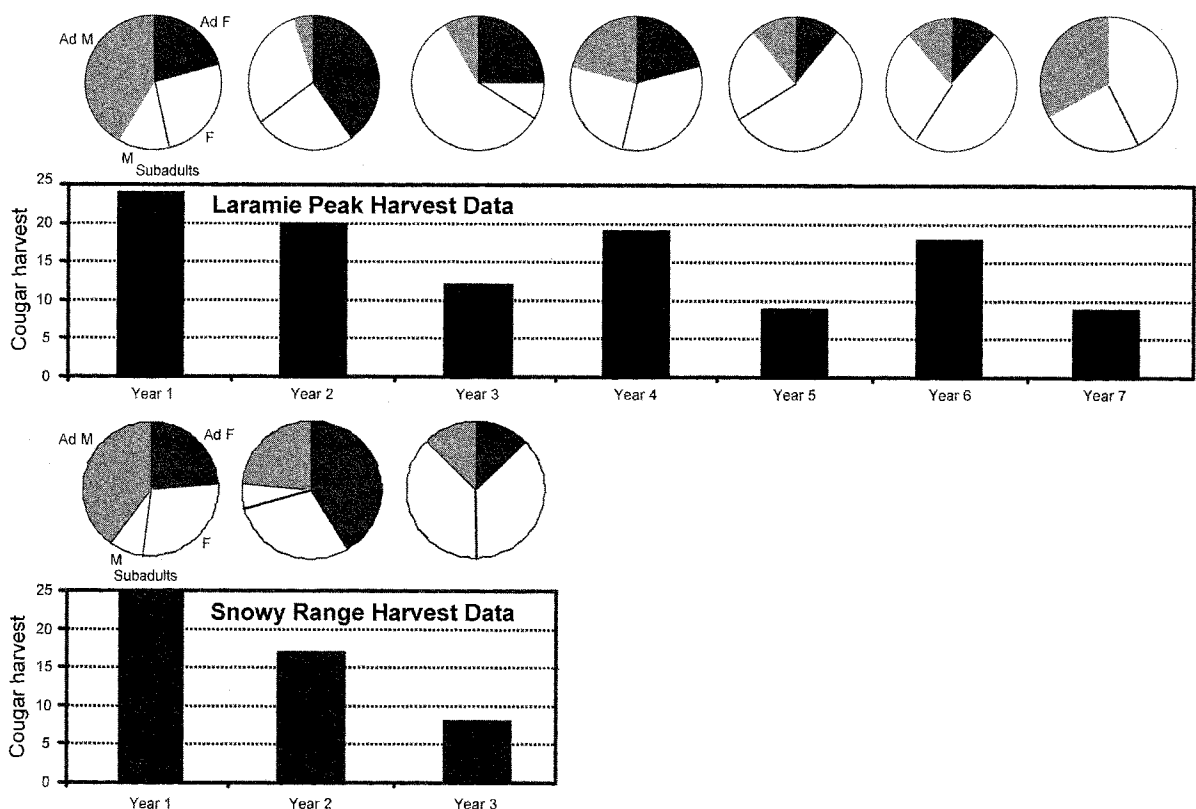 Ad M
Ad F
F
M
Subadults
25
Laramie Peak Harvest Data
20
15
10
5
0
Cougar harvest
Year 1 Year 2 Year 3 Year 4 Year 5 Year 6 Year 7
Ad M
Ad F
F
M
Subadults
25
Snowy Range Harvest Data
20
15
10
5
0
Cougar harvest
Year 1 Year 2 Year 3